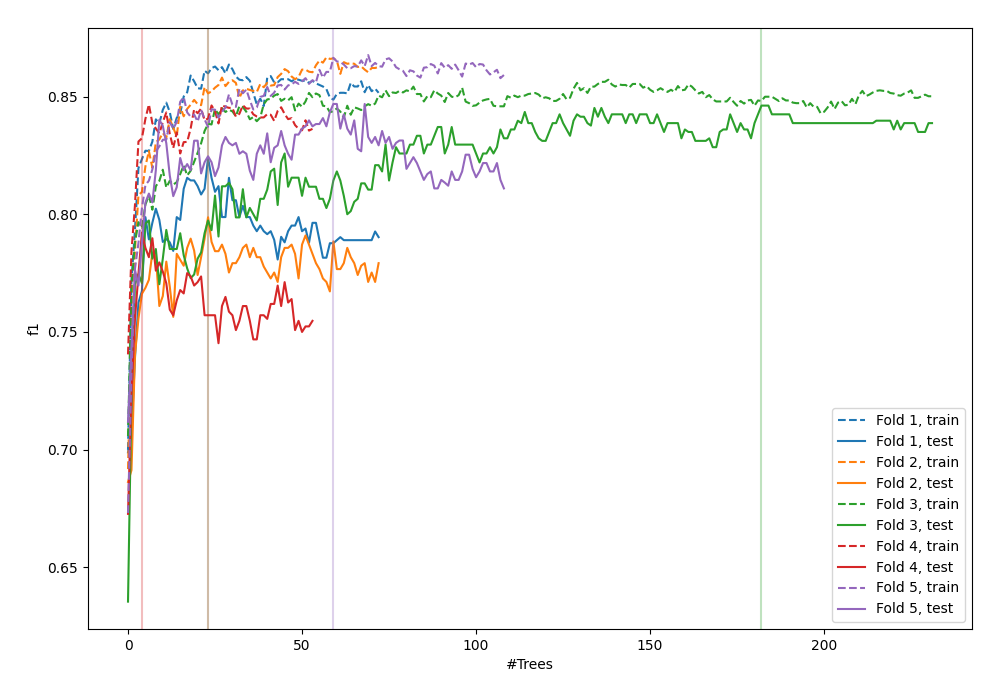 0.85
0.80
0.75
0.70
0.65
f1
0
50
100
150
200
#Trees
Fold 1, train
Fold 1, test
Fold 2, train
Fold 2, test
Fold 3, train
Fold 3, test
Fold 4, train
Fold 4, test
Fold 5, train
Fold 5, test